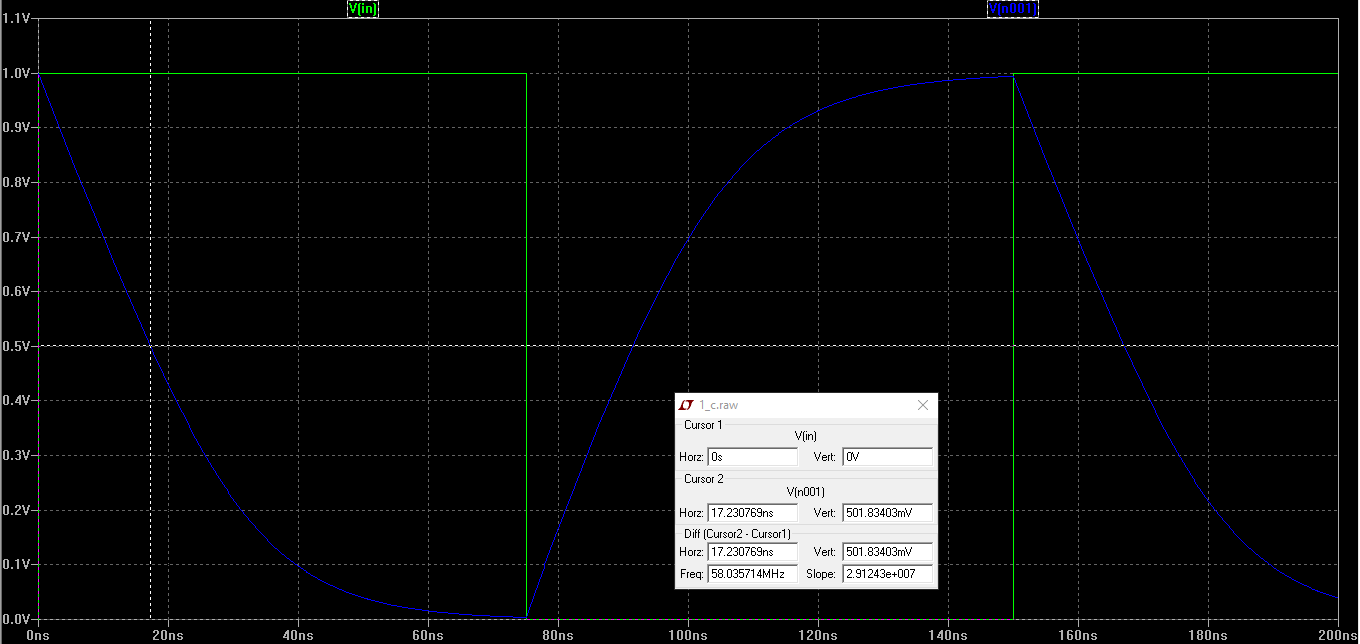 V(in) V(n001)
1.1V
1.0V
0.9V
0.8V
0.7V
0.6V
0.5V
0.4V
0.3V
0.2V
0.1V
0.0V
0ns 20ns 40ns 60ns 80ns 100ns 120ns 140ns 160ns 180ns 200ns
1_c.raw
Cursor 1
V(in)
Horz: 0s Vert: 0V
Cursor 2
V(n001)
Horz: 17.230769ns Vert: 501.83403mV
Diff (Cursor2 - Cursor1)
Horz: 17.230769ns Vert: 501.83403mV
Freq: 58.035714MHz Slope: 2.91243e+007